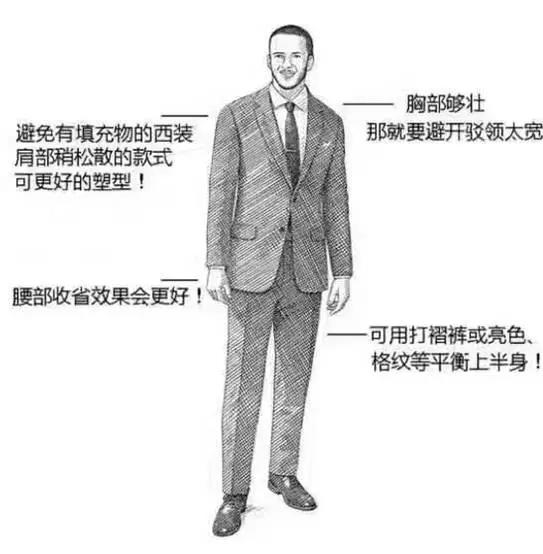 避免有填充物的西装
肩部稍松散的款式
可更好的塑型！
胸部够壮
那就要避开驳领太宽
腰部收省效果会更好！
可用打褶裤或亮色、
格纹等平衡上半身！